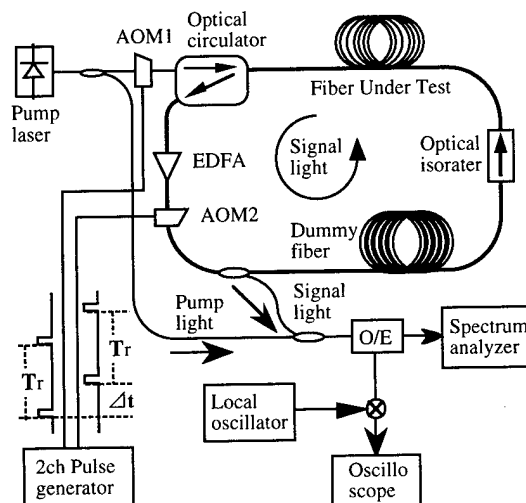 AOM1
Optical
circulator
Pump
laser
Fiber Under Test
EDFA
Signal
light
Optical
isorater
AOM2
Dummy
fiber
Pump
light
Signal
light
O/E
Spectrum
analyzer
Tr
Tr
Δt
Local
oscillator
2ch Pulse
generator
Oscillo
scope